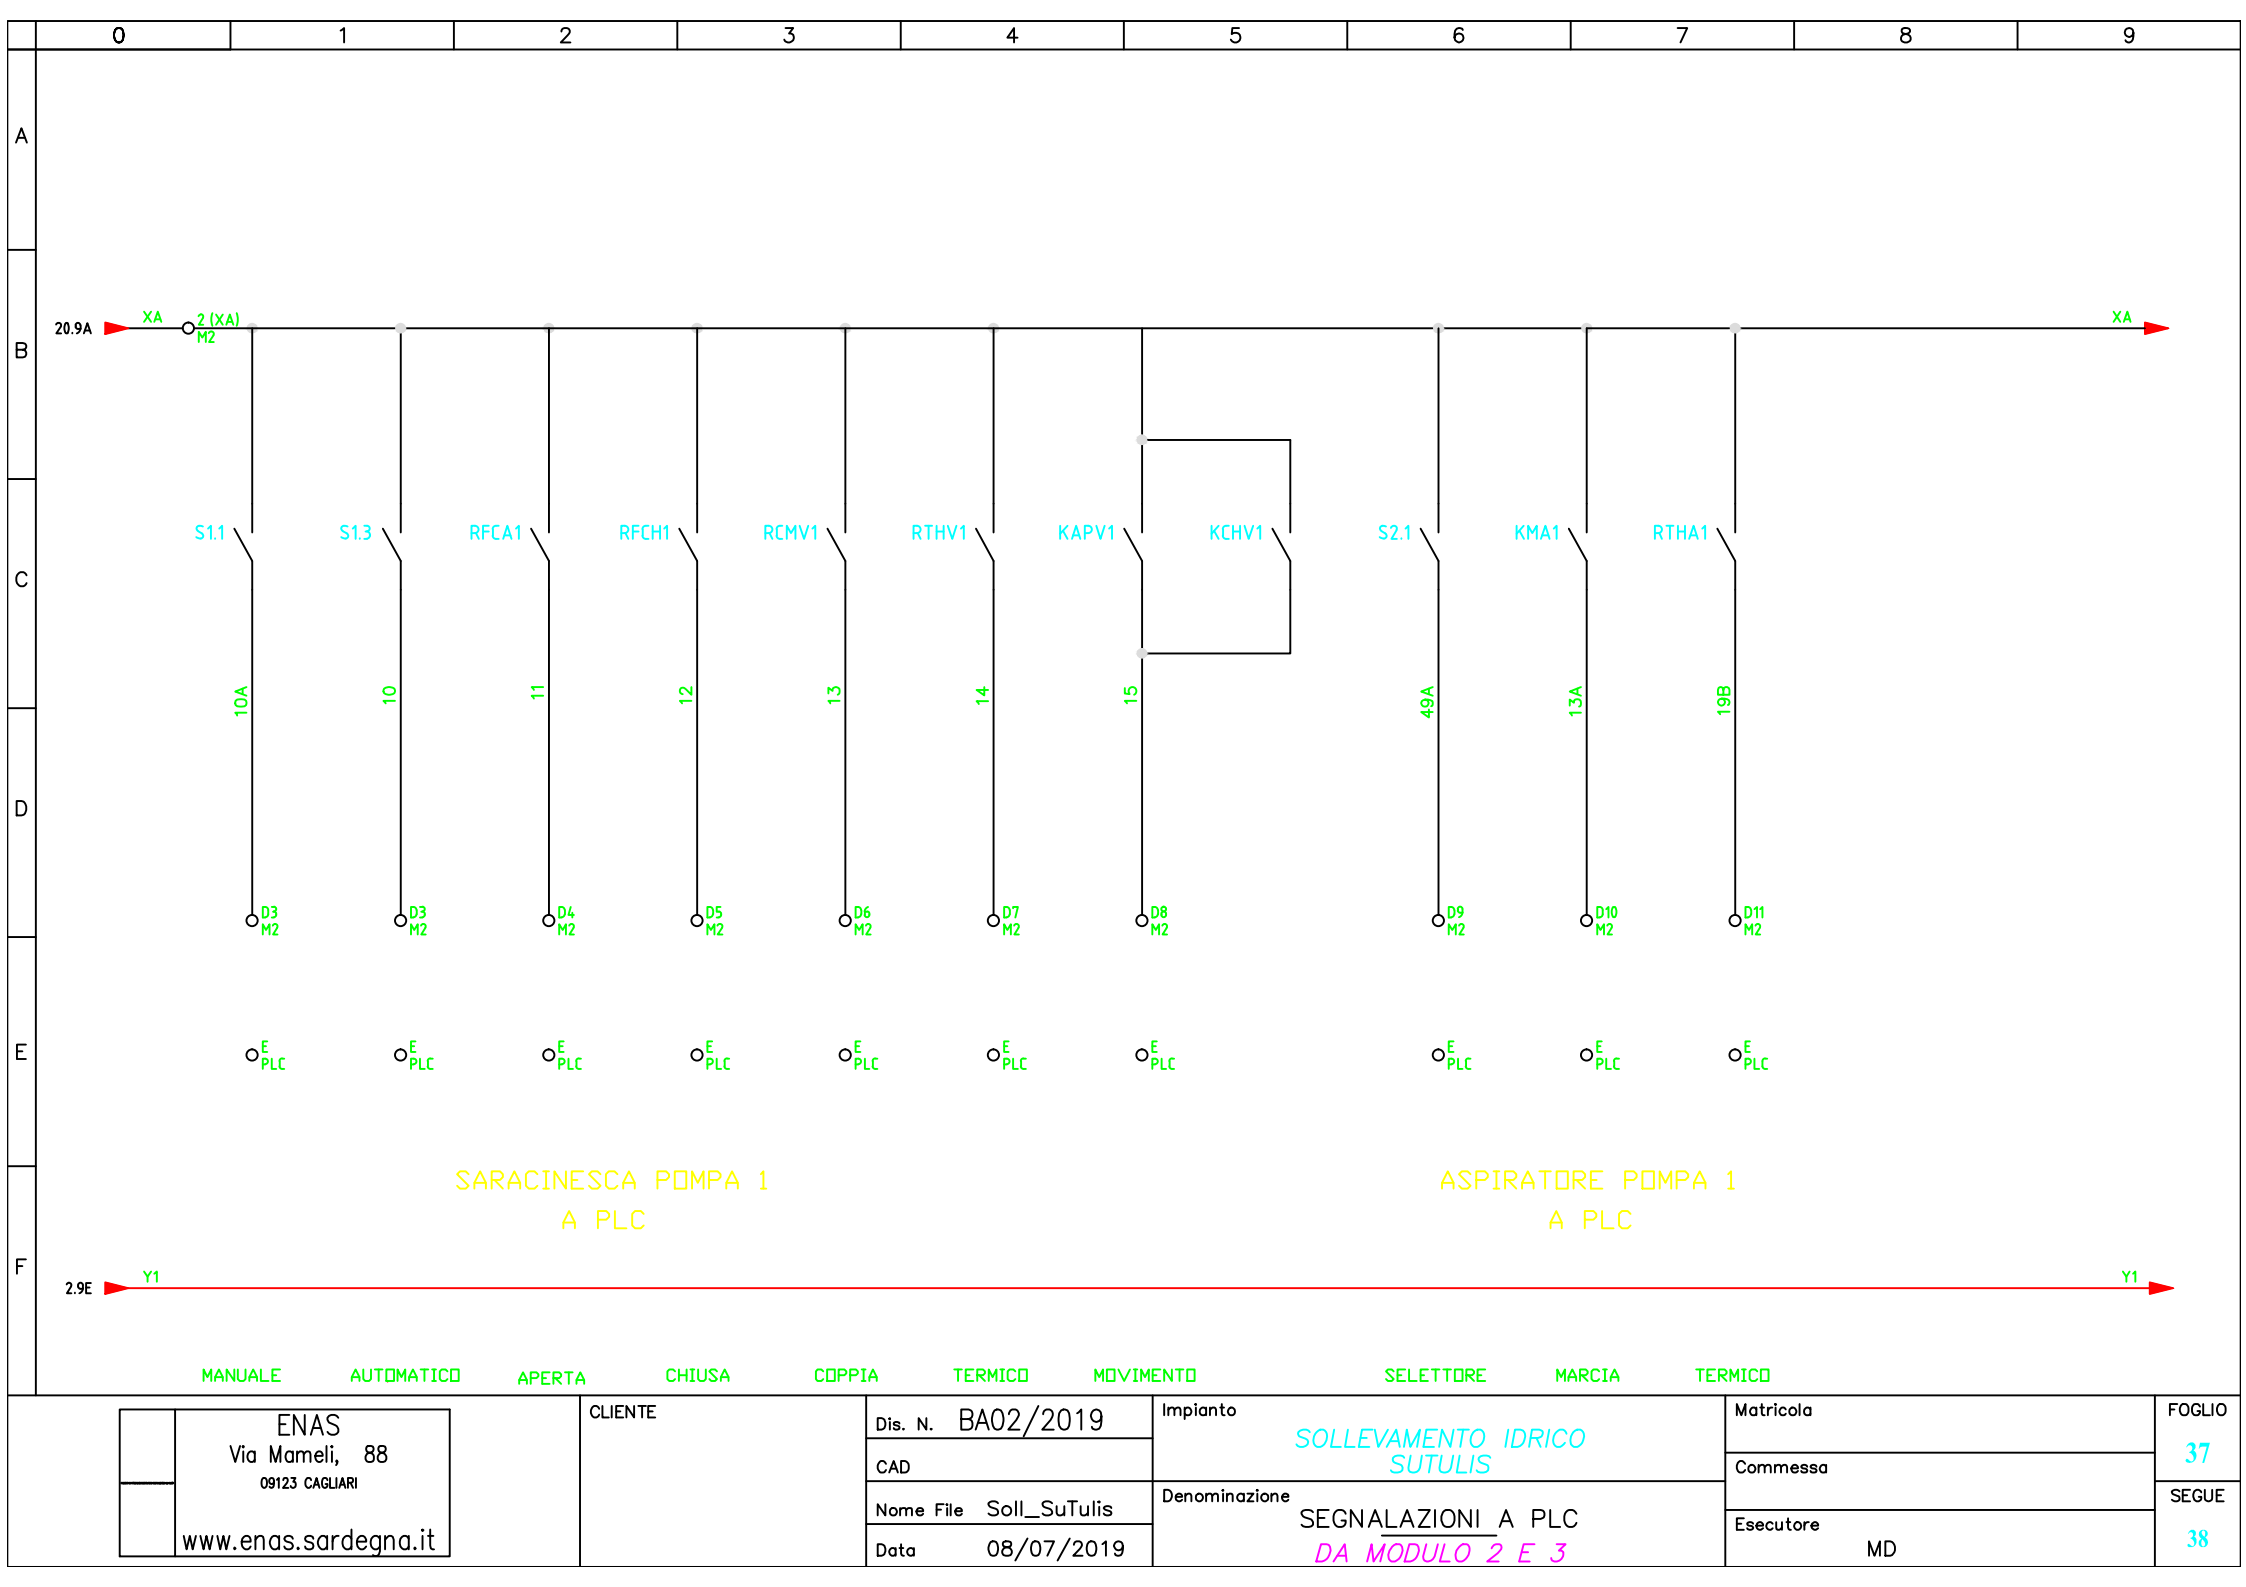 0 1 2 3 4 5 6 7 8 9
A
B
C
D
E
F
20.9A XA 2 (XA) XA
M2
S1.1 S1.3 RFCA1 RFCH1 RCMV1 RTHV1 KAPV1 KCHV1 S2.1 KMA1 RTHA1
10A 10 11 12 13 14 15 49A 13A 19B
D3 D3 D4 D5 D6 D7 D8 D9 D10 D11
M2 M2 M2 M2 M2 M2 M2 M2 M2 M2
E E E E E E E E E E
PLC PLC PLC PLC PLC PLC PLC PLC PLC PLC
SARACINESCA POMPA 1
A PLC
ASPIRATORE POMPA 1
A PLC
2.9E Y1 Y1
MANUALE AUTOMATICO APERTA CHIUSA COPPIA TERMICO MOVIMENTO SELETTORE MARCIA TERMICO
ENAS
Via Mameli, 88
09123 CAGLIARI
www.enas.sardegna.it
CLIENTE
Dis. N. BA02/2019
CAD
Nome File Soll_SuTulis
Data 08/07/2019
Impianto
SOLLEVAMENTO IDRICO
SUTULIS
Denominazione
SEGNALAZIONI A PLC
DA MODULO 2 E 3
Matricola
Commessa
Esecutore
MD
FOGLIO
37
SEGUE
38